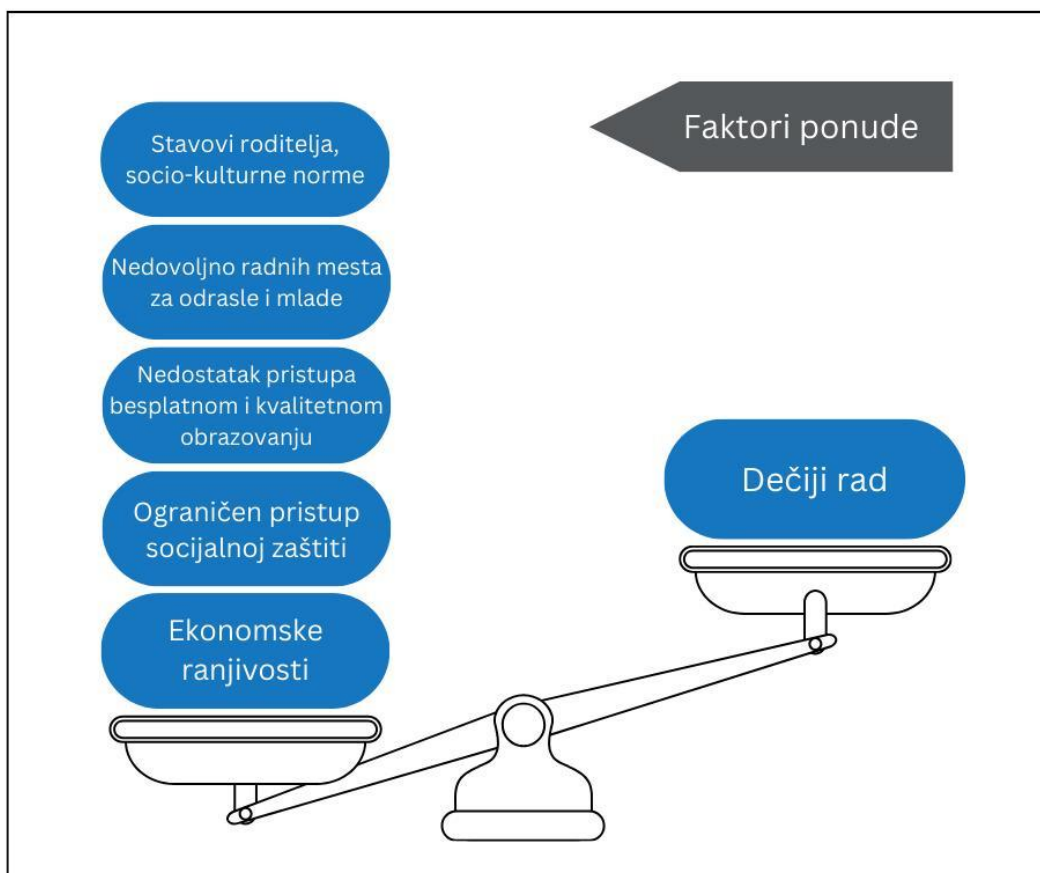 Faktori ponude
Stavovi roditelja,
socio-kulturne norme
Nedovoljno radnih mesta
za odrasle i mlade
Nedostatak pristupa
besplatnom i kvalitetnom
obrazovanju
Ograničen pristup
socijalnoj zaštiti
Ekonomske
ranjivosti
Dečiji rad